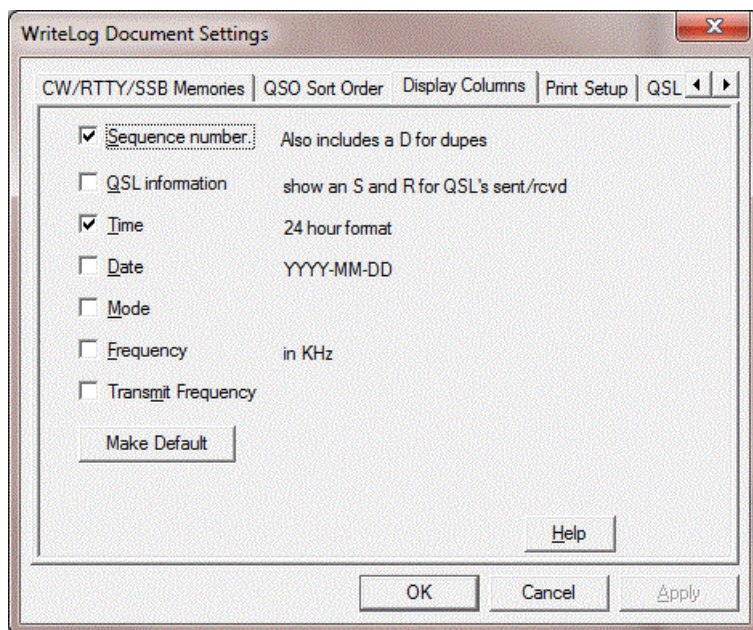 WriteLog Document Settings
CW/RTTY/SSB Memories QSO Sort Order Display Columns Print Setup QSL
Sequence number. Also includes a D for dupes
QSL information show an S and R for QSL's sent/rcvd
Time 24 hour format
Date YYYY-MM-DD
Mode
Frequency in KHz
Transmit Frequency
Make Default
Help
OK Cancel Apply